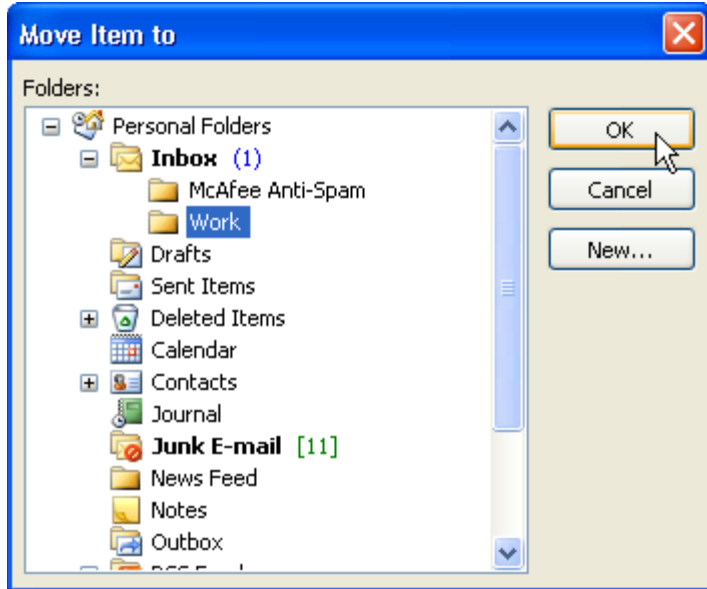 Move Item to
Folders:
Personal Folders
OK
Inbox (1)
McAfee Anti-Spam
Cancel
Work
Drafts
New...
Sent Items
Deleted Items
Calendar
Contacts
Journal
Junk E-mail [11]
News Feed
Notes
Outbox